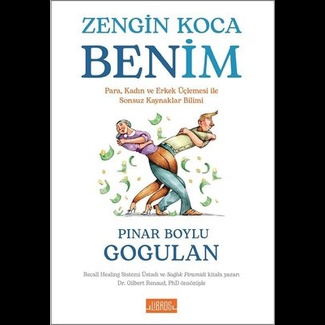 ZENGİN KOCA
BENİM
Para, Kadın ve Erkek Üçlemesi ile
Sonsuz Kaynaklar Bilimi
PINAR BOYLU
GOGULAN
Recall Healing Sistemi Üstadı ve Sağlık Piramidi kitabı yazarı
Dr. Gilbert Renaud, PhD önsözüyle
LIBROS